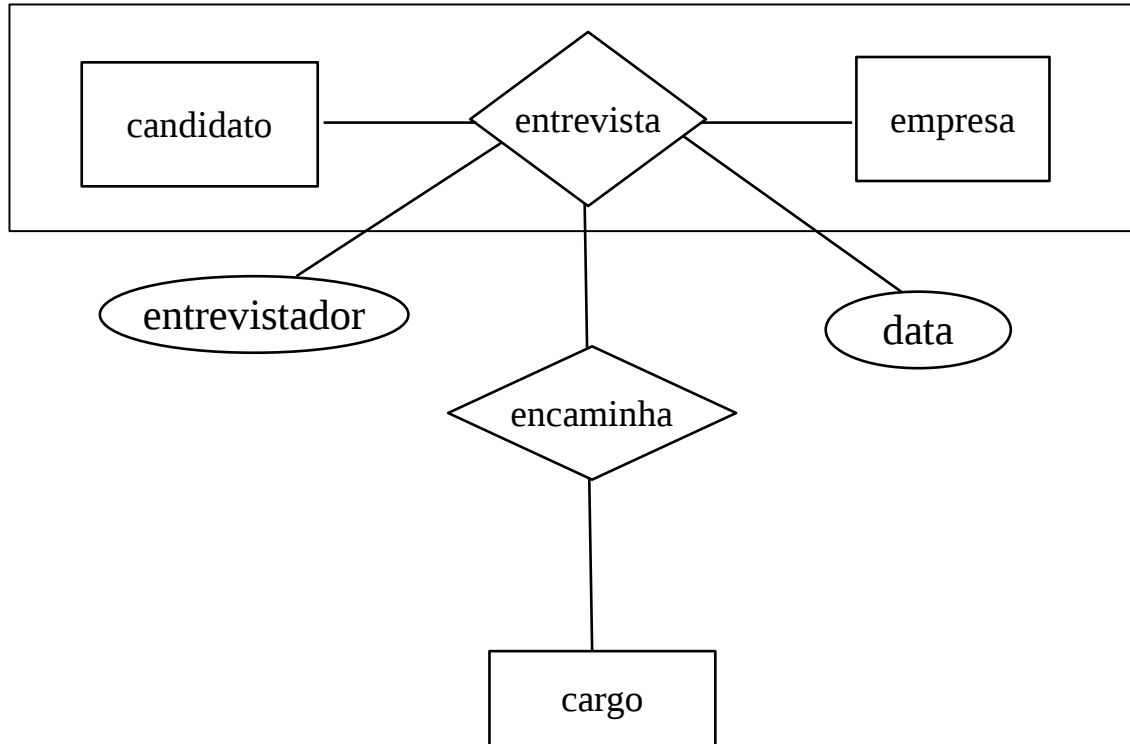 candidato
entrevista
empresa
entrevistador
data
encaminha
cargo